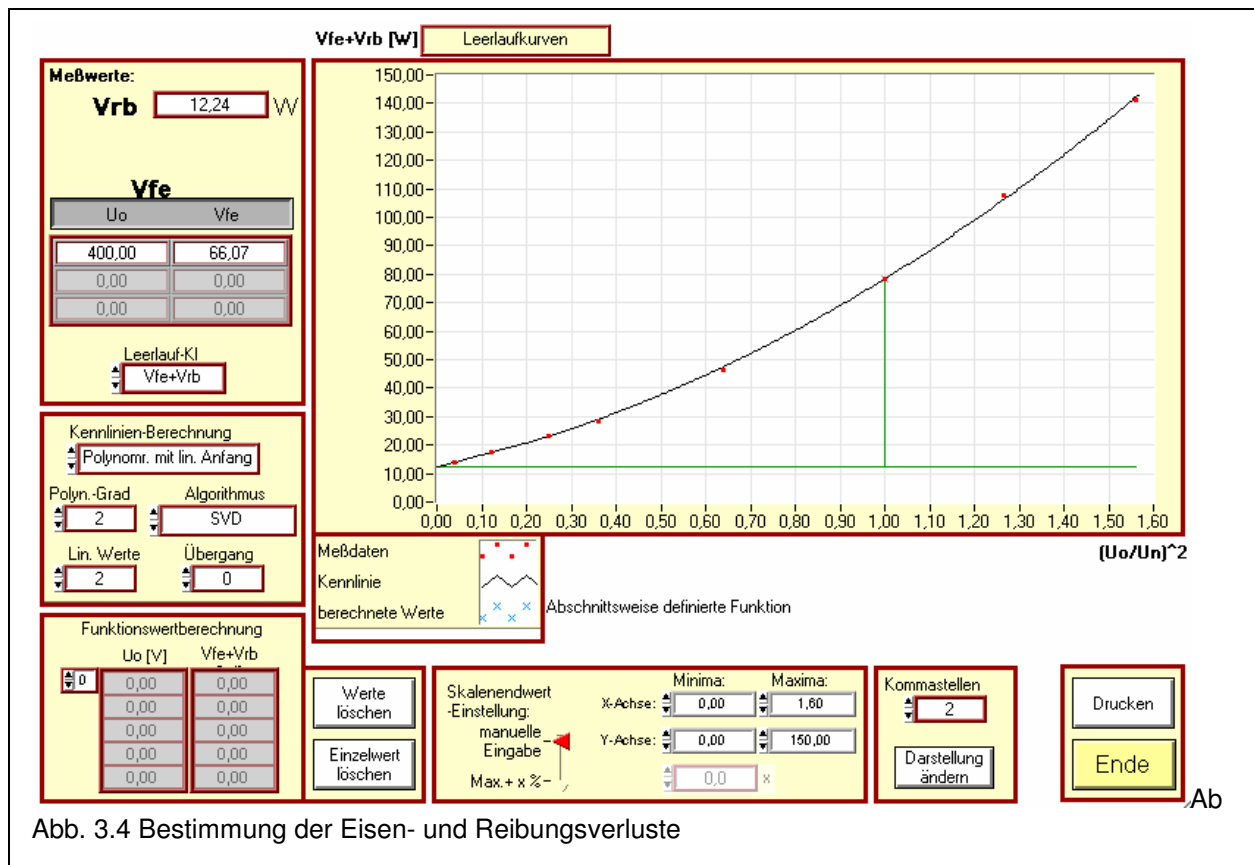 Vfe+Vrb [W]
Leerlaufkurven
Meßwerte:
Vrb 12,24 W
Vfe
Uo Vfe
400,00 66,07
0,00 0,00
0,00 0,00
Leerlauf-Kl
Vfe+Vrb
150,00
140,00
130,00
120,00
110,00
100,00
90,00
80,00
70,00
60,00
50,00
40,00
30,00
20,00
10,00
0,00
0,00 0,10 0,20 0,30 0,40 0,50 0,60 0,70 0,80 0,90 1,00 1,10 1,20 1,30 1,40 1,50 1,60
(Uo/Un)^2
Kennlinien-Berechnung
Polynomr. mit lin. Anfang
Polyn.-Grad Algorithmus
2 SVD
Lin. Werte Übergang
2 0
Meßdaten
Kennlinie
berechnete Werte
Abschnittsweise definierte Funktion
Funktionswertberechnung
Uo [V] Vfe+Vrb
0 0,00 0,00
0,00 0,00
0,00 0,00
0,00 0,00
0,00 0,00
Werte
löschen
Einzelwert
löschen
Skalenendwert
-Einstellung:
manuelle
Eingabe
Max.+ x %
Minima: Maxima:
X-Achse: 0,00 1,60
Y-Achse: 0,00 150,00
0,0 x
Kommastellen
2
Darstellung
ändern
Drucken
Ende
Ab
Abb. 3.4 Bestimmung der Eisen- und Reibungsverluste